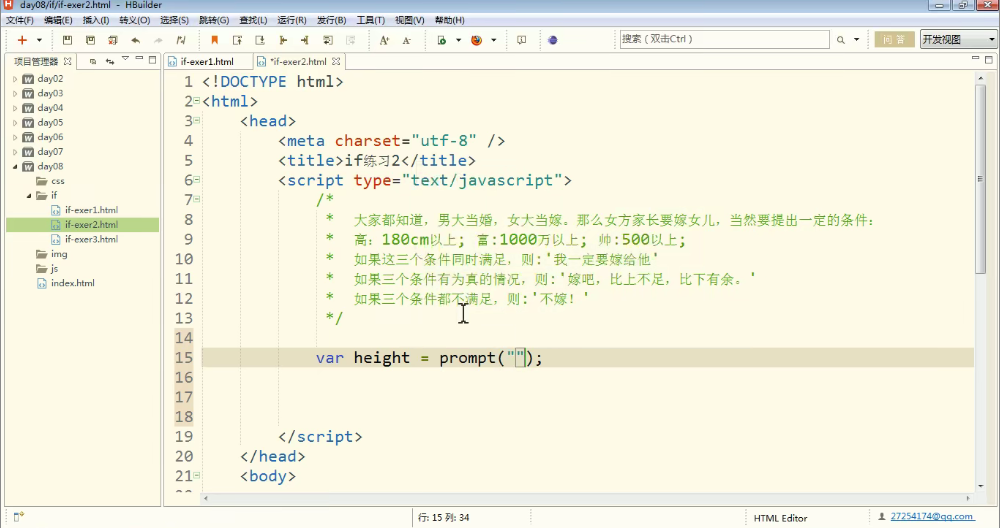 day08/if/if-exer2.html - HBuilder
文件(F) 编辑(E) 插入(I) 转义(O) 选择(S) 跳转(G) 查找(L) 运行(R) 发行(B) 工具(T) 视图(V) 帮助(H)
搜索（双击Ctrl） 问答 开发视图
项目管理器 if-exer1.html *if-exer2.html
day02
day03
day04
day05
day06
day07
day08
css
if
if-exer1.html
if-exer2.html
if-exer3.html
img
js
index.html
1 <!DOCTYPE html>
2 <html>
3 <head>
4 <meta charset="utf-8" />
5 <title>if练习2</title>
6 <script type="text/javascript">
7 /*
8 * 大家都知道，男大当婚，女大当嫁。那么女方家长要嫁女儿，当然要提出一定的条件：
9 * 高：180cm以上; 富:1000万以上; 帅:500以上;
10 * 如果这三个条件同时满足，则:'我一定要嫁给他'
11 * 如果三个条件有为真的情况，则:'嫁吧，比上不足，比下有余。'
12 * 如果三个条件都不满足，则:'不嫁！'
13 */
14
15 var height = prompt("");
16
17
18
19 </script>
20 </head>
21 <body>
行: 15 列: 34 HTML Editor 27254174@qq.com